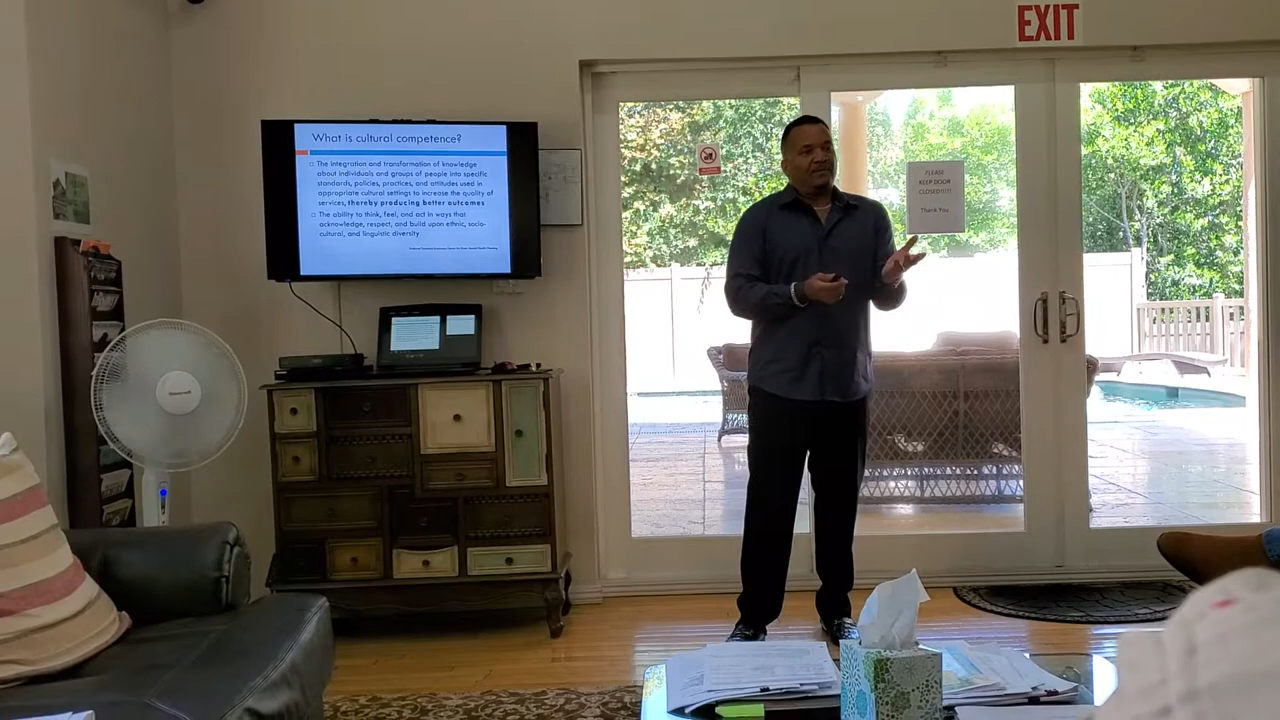 EXIT
What is cultural competence?
□ The integration and transformation of knowledge
about individuals and groups of people into specific
standards, policies, practices, and attitudes used in
appropriate cultural settings to increase the quality of
services, thereby producing better outcomes
□ The ability to think, feel, and act in ways that
acknowledge, respect, and build upon ethnic, socio-
cultural, and linguistic diversity
PLEASE
KEEP DOOR
CLOSED!!!!!
Thank You
Honeywell